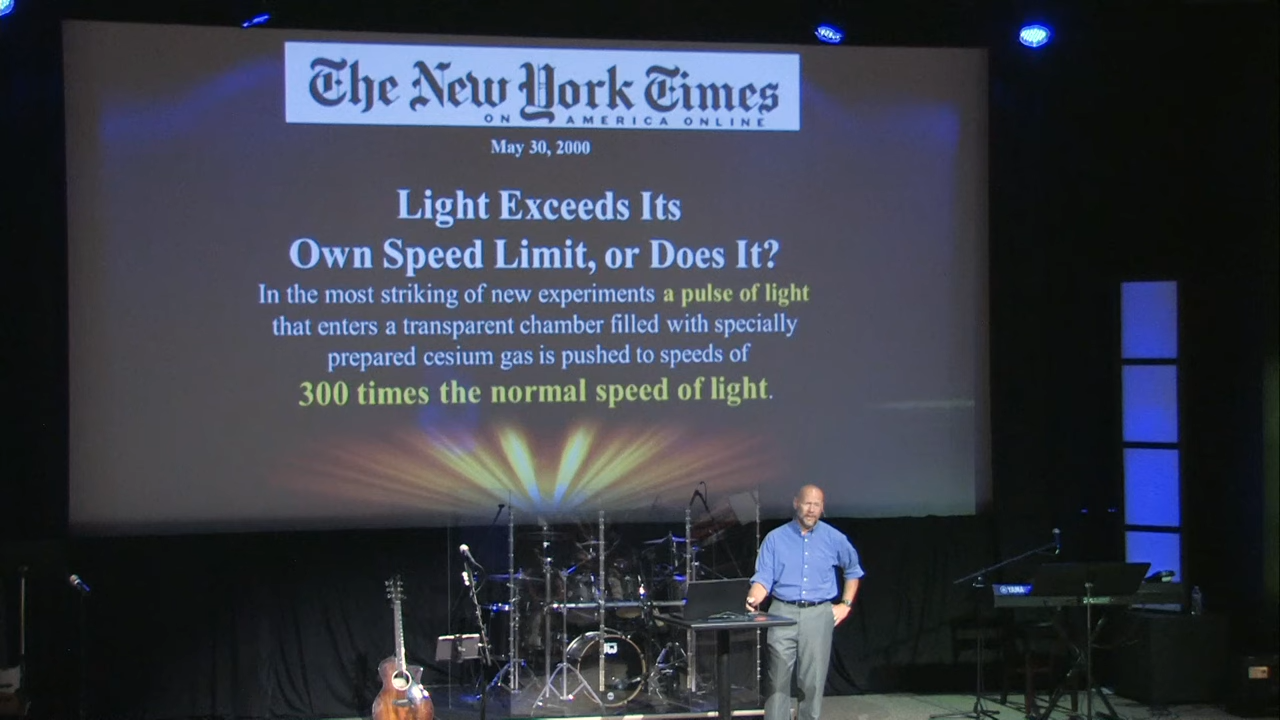 The New York Times
ON AMERICA ONLINE
May 30, 2000
Light Exceeds Its
Own Speed Limit, or Does It?
In the most striking of new experiments a pulse of light
that enters a transparent chamber filled with specially
prepared cesium gas is pushed to speeds of
300 times the normal speed of light.
YAMAHA